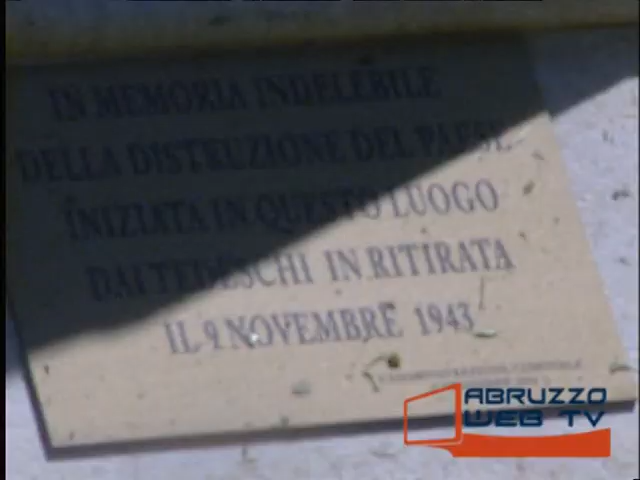 IN MEMORIA INDELEBILE
DELLA DISTRUZIONE DEL PAESE
INIZIATA IN QUESTO LUOGO
DAI TEDESCHI IN RITIRATA
IL 9 NOVEMBRE 1943
ABRUZZO
WEB TV